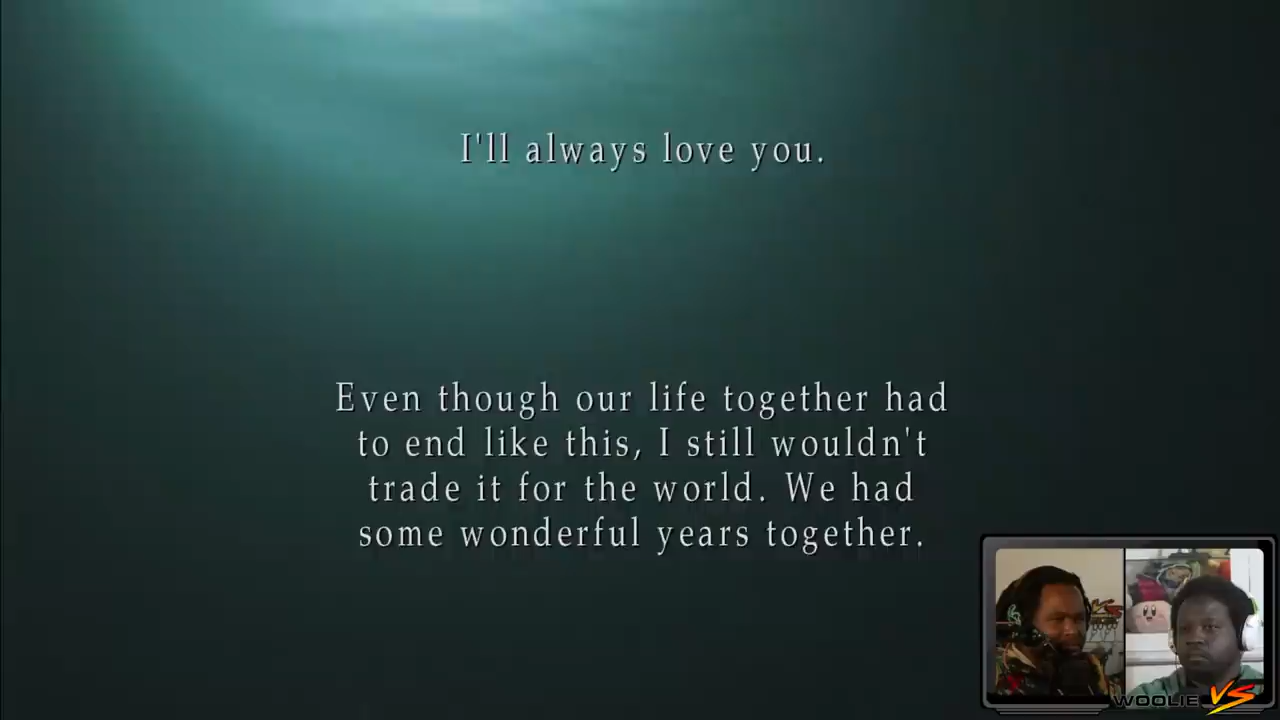 I'll always love you.
Even though our life together had
to end like this, I still wouldn't
trade it for the world. We had
some wonderful years together.
WOOLIE VS